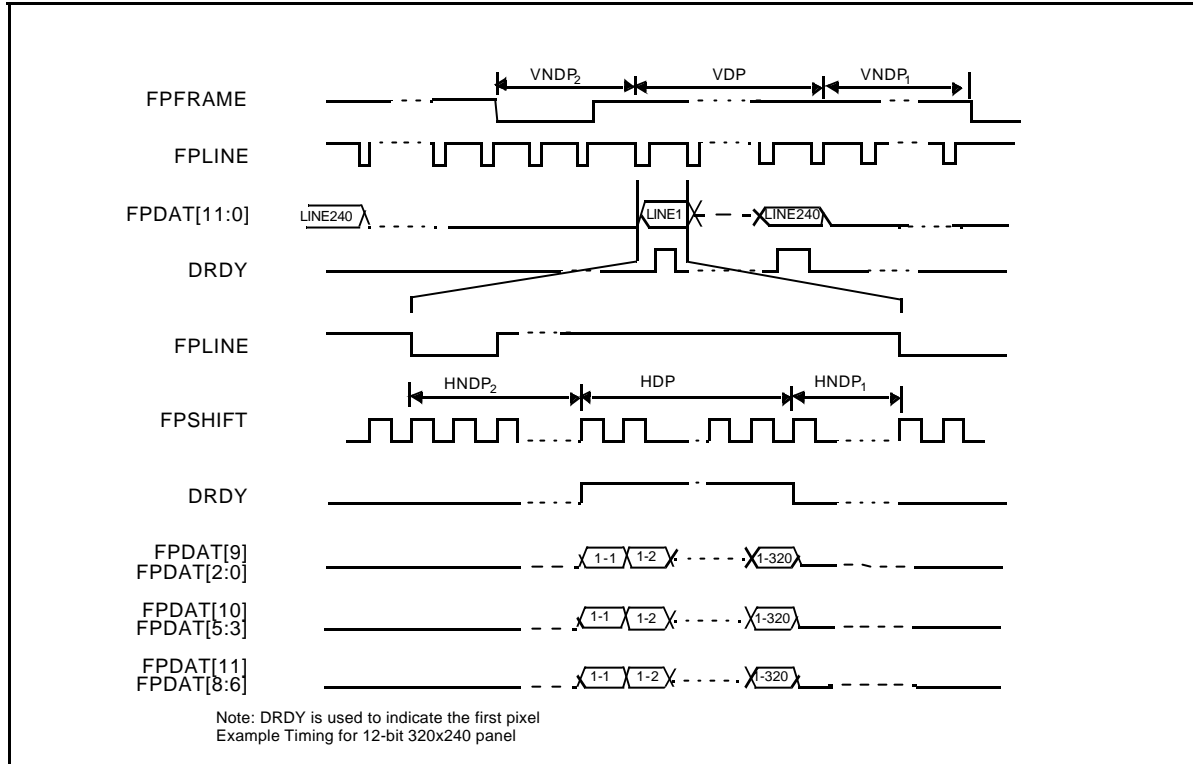 VNDP2 VDP VNDP1
FPFRAME
FPLINE
FPDAT[11:0] LINE240 LINE1 LINE240
DRDY
FPLINE
HNDP2 HDP HNDP1
FPSHIFT
DRDY
FPDAT[9]
FPDAT[2:0] 1-1 1-2 1-320
FPDAT[10]
FPDAT[5:3] 1-1 1-2 1-320
FPDAT[11]
FPDAT[8:6] 1-1 1-2 1-320
Note: DRDY is used to indicate the first pixel
Example Timing for 12-bit 320x240 panel